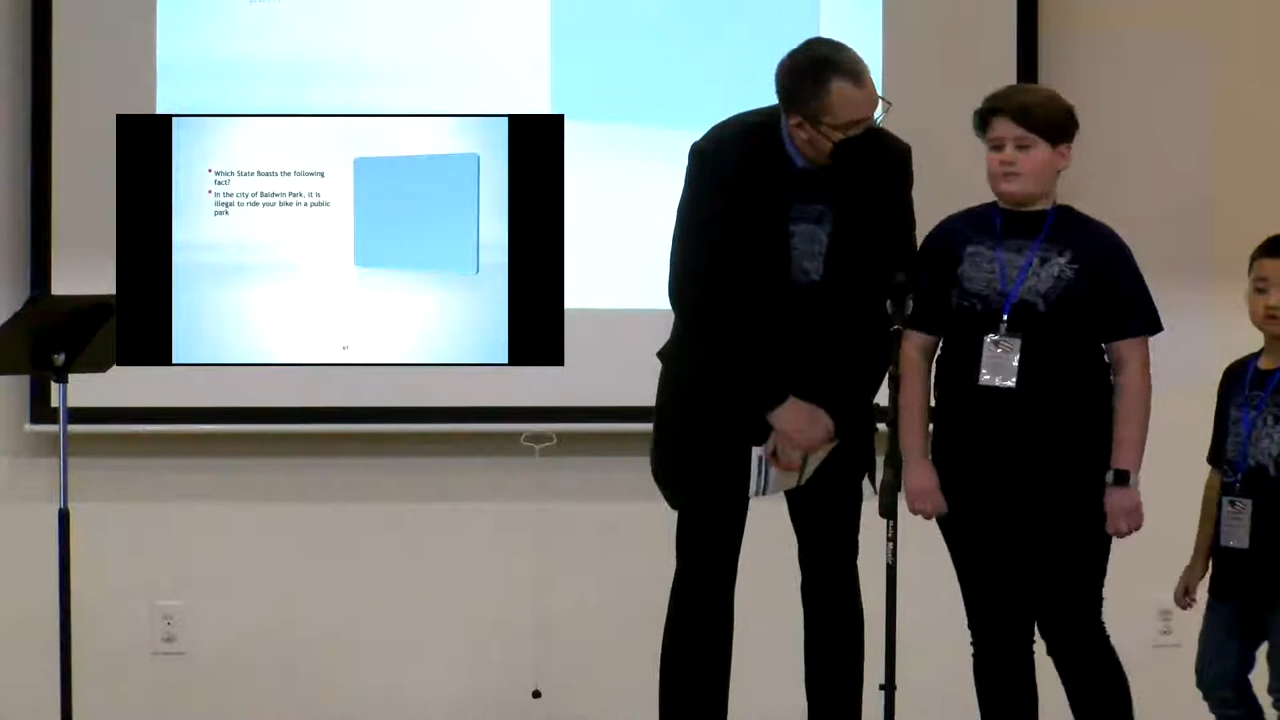 Which State Boasts the following
fact?
In the city of Baldwin Park, it is
illegal to ride your bike in a public
park